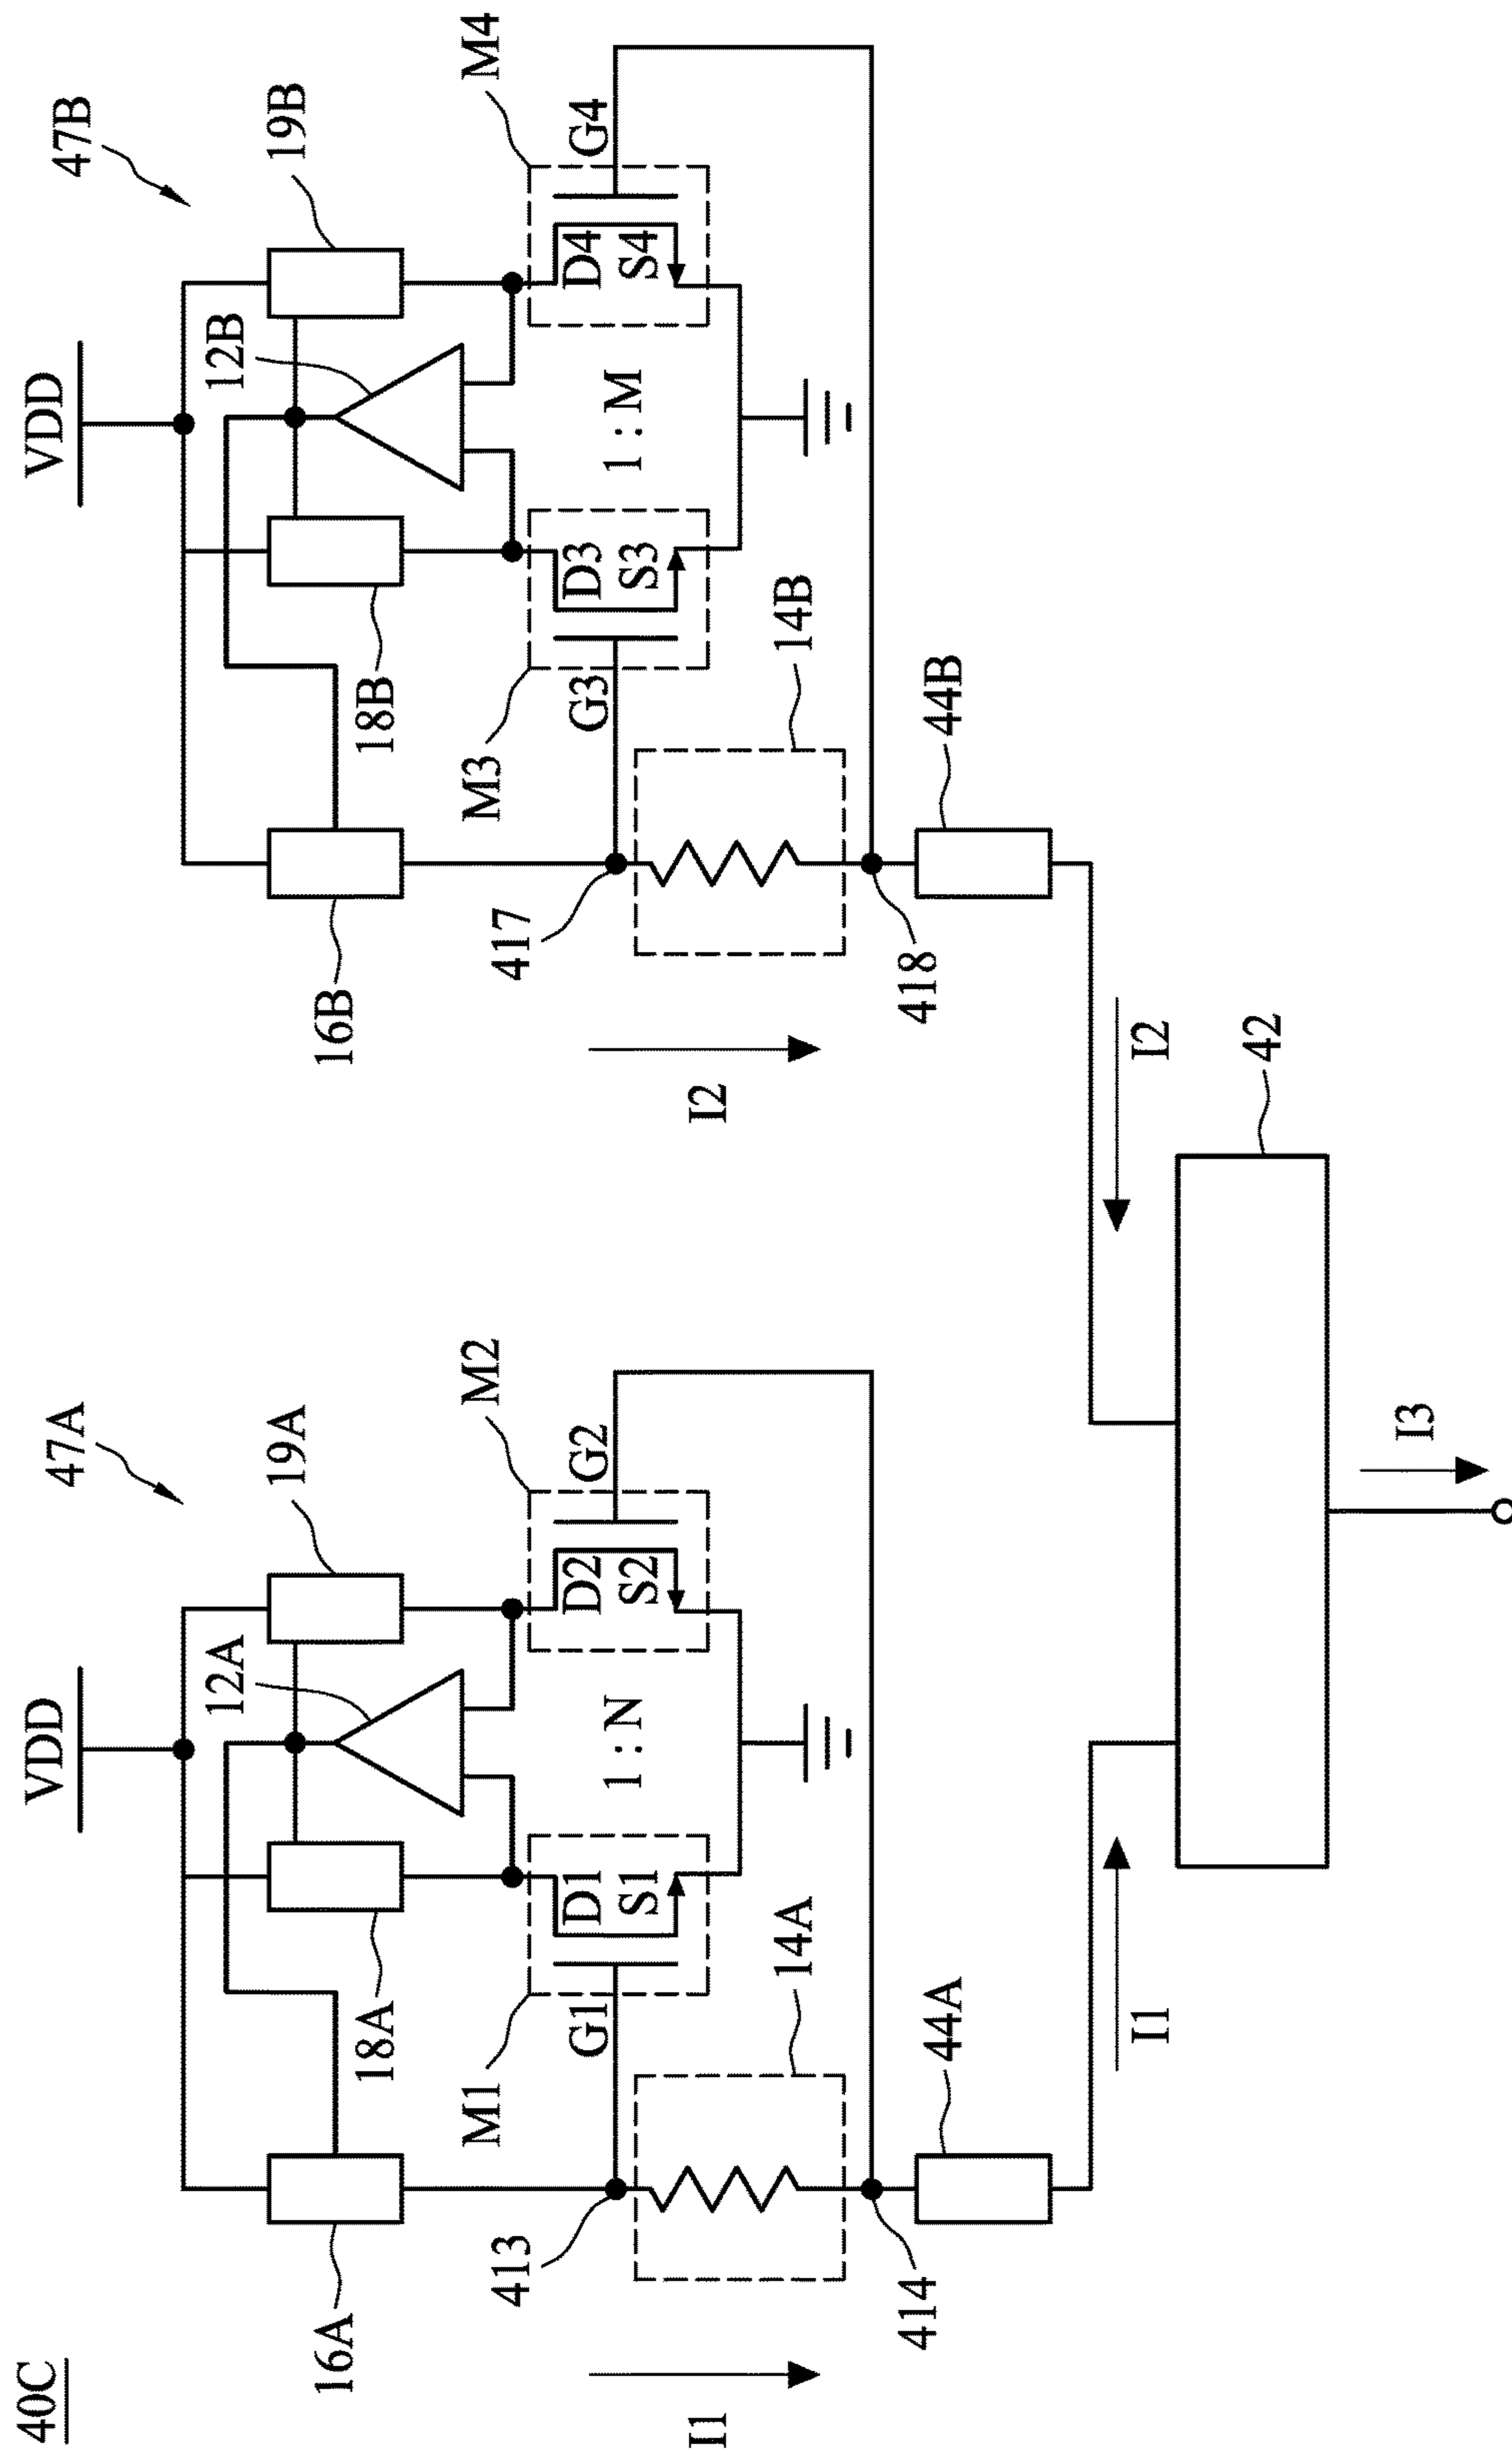 40C
VDD
47A
VDD
47B
12A
19A
12B
19B
16A
18A
M1
M2
16B
18B
M3
M4
413
G1
D1
S1
1 : N
D2
S2
G2
417
G3
D3
S3
1 : M
D4
S4
G4
I1
14A
I2
14B
414
44A
418
44B
I1
I2
42
I3